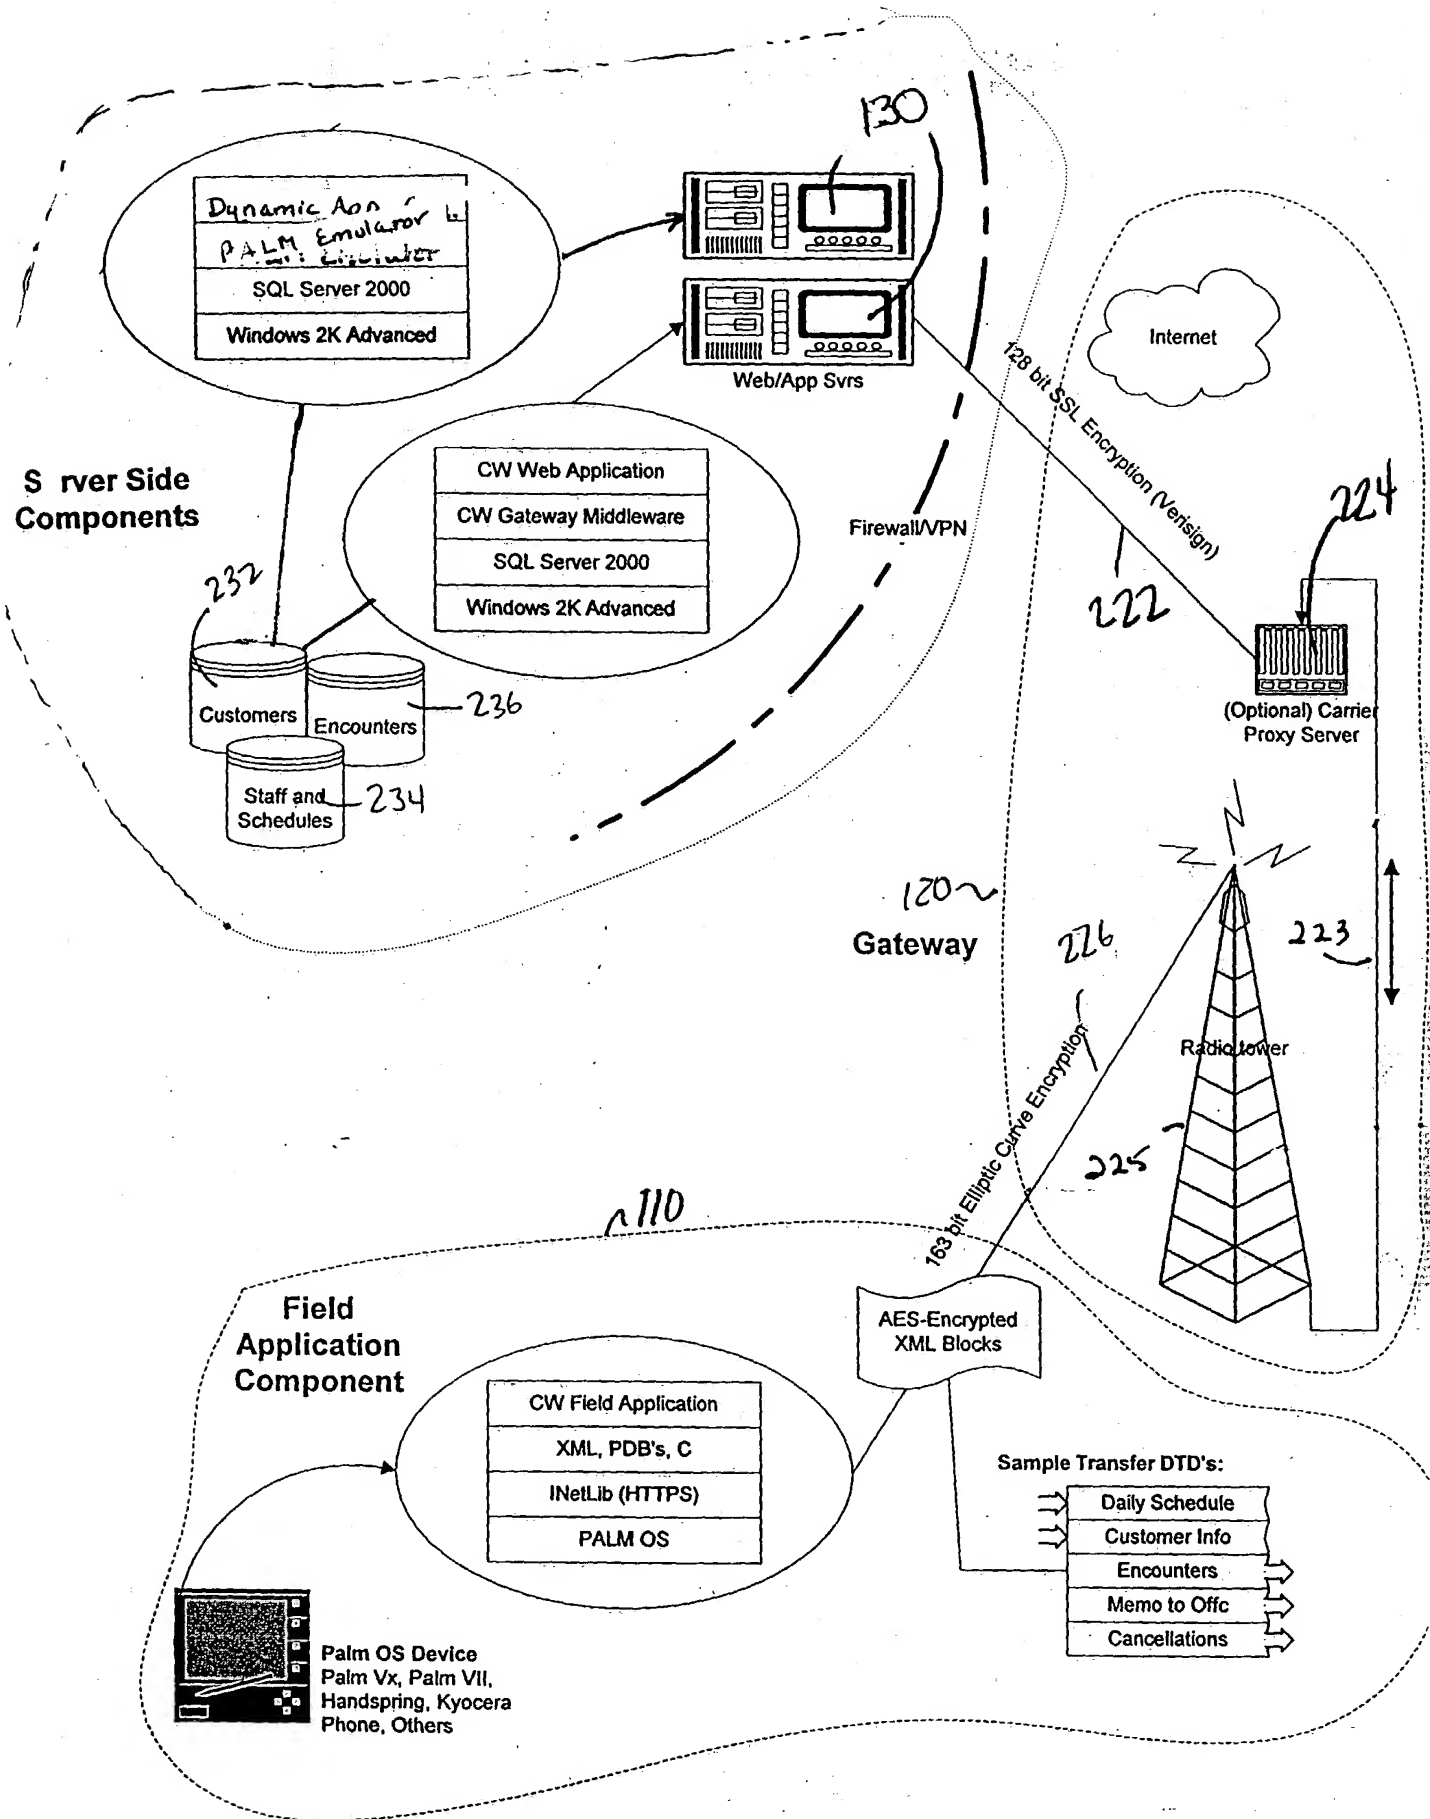 130
Dynamic App
PALM Emulator
SQL Server 2000
Windows 2K Advanced
Web/App Svrs
Internet
128 bit SSL Encryption (Verisign)
S rver Side
Components
CW Web Application
CW Gateway Middleware
SQL Server 2000
Windows 2K Advanced
Firewall/VPN
224
222
232
Customers
Encounters
236
Staff and
Schedules
234
(Optional) Carrier
Proxy Server
120
Gateway
226
223
Radio tower
163 bit Elliptic Curve Encryption
225
110
Field
Application
Component
AES-Encrypted
XML Blocks
CW Field Application
XML, PDB's, C
INetLib (HTTPS)
PALM OS
Sample Transfer DTD's:
Daily Schedule
Customer Info
Encounters
Memo to Offc
Cancellations
Palm OS Device
Palm Vx, Palm VII,
Handspring, Kyocera
Phone, Others